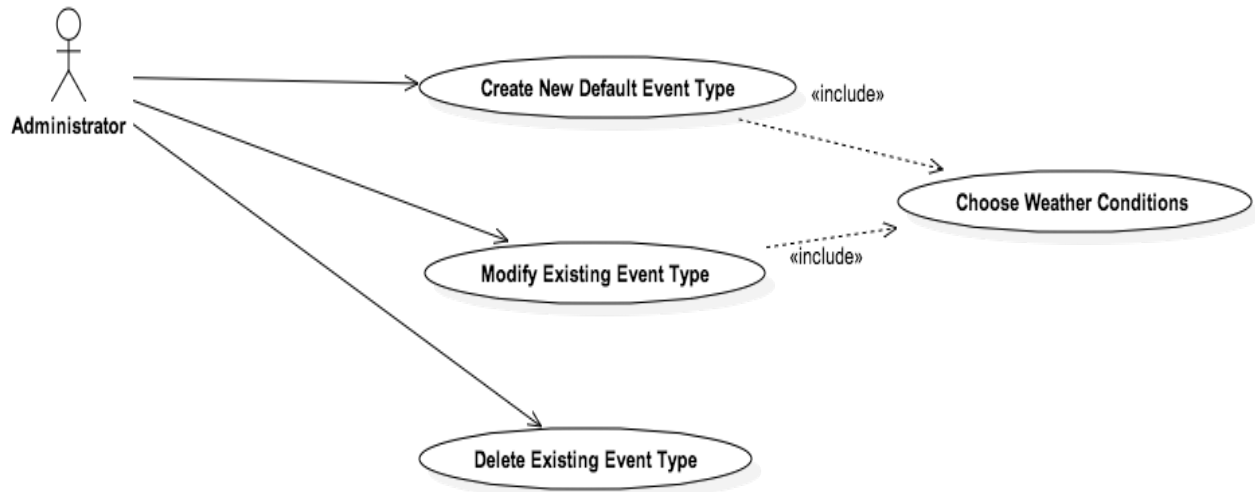 Administrator
Create New Default Event Type
«include»
Choose Weather Conditions
Modify Existing Event Type
«include»
Delete Existing Event Type